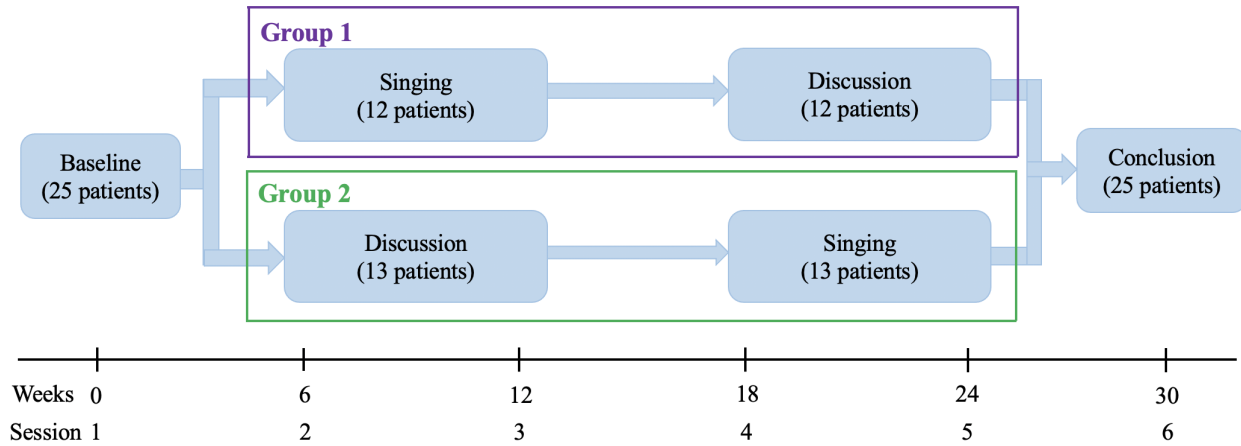 Group 1
Singing
(12 patients)
Discussion
(12 patients)
Baseline
(25 patients)
Conclusion
(25 patients)
Group 2
Discussion
(13 patients)
Singing
(13 patients)
Weeks 0 6 12 18 24 30
Session 1 2 3 4 5 6